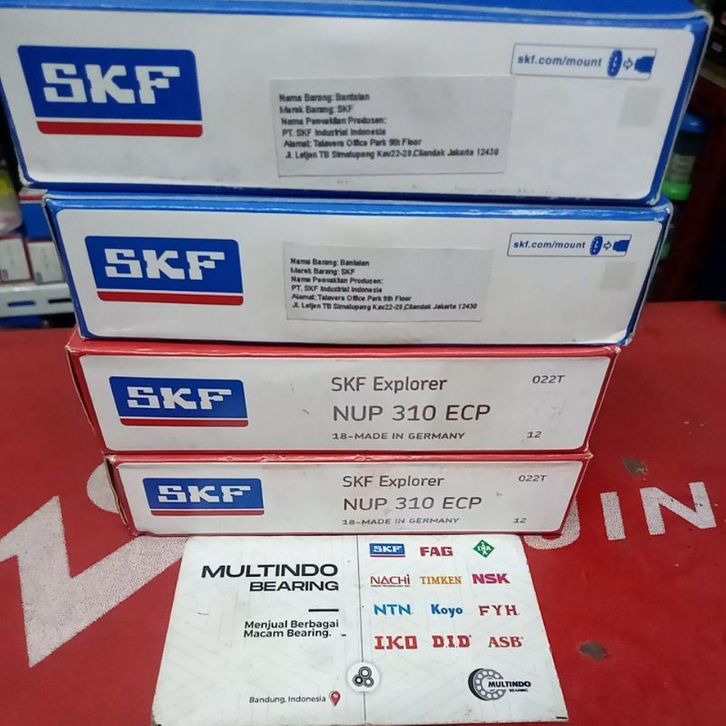 SKF
skf.com/mount
Nama Barang: Bantalan
Merek Barang: SKF
Nama Perwakilan Produsen:
PT. SKF Industrial Indonesia
Alamat: Talavera Office Park 9th Floor
Jl. Letjen TB Simatupang Kav22-28,Cilandak Jakarta 12430
SKF
skf.com/mount
Nama Barang: Bantalan
Merek Barang: SKF
Nama Perwakilan Produsen:
PT. SKF Industrial Indonesia
Alamat: Talavera Office Park 9th Floor
Jl. Letjen TB Simatupang Kav22-28,Cilandak Jakarta 12430
SKF
SKF Explorer
022T
NUP 310 ECP
18-MADE IN GERMANY
12
SKF
SKF Explorer
022T
NUP 310 ECP
18-MADE IN GERMANY
12
MULTINDO
BEARING
Menjual Berbagai
Macam Bearing.
Bandung, Indonesia
SKF FAG INA
NACHI TIMKEN NSK
NTN Koyo FYH
IKO D.I.D ASB
MULTINDO
BEARING